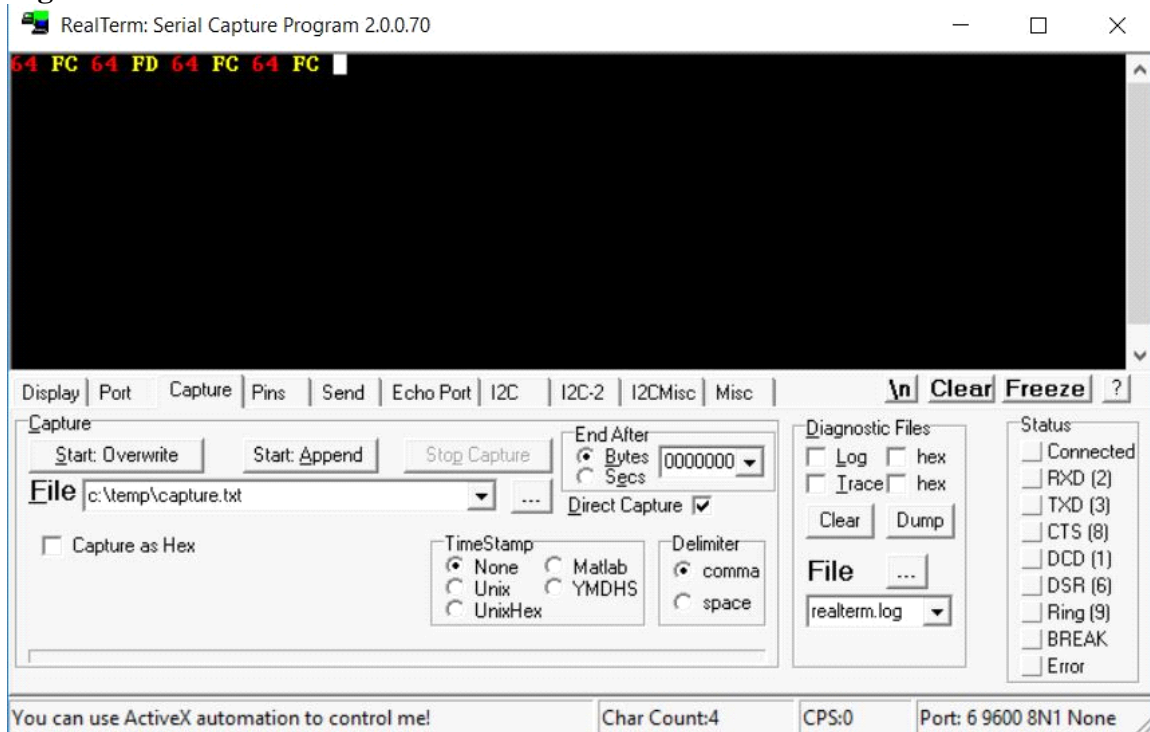 RealTerm: Serial Capture Program 2.0.0.70
64 FC 64 FD 64 FC 64 FC
Display Port Capture Pins Send Echo Port I2C I2C-2 I2CMisc Misc \n Clear Freeze ?
Capture
Start: Overwrite Start: Append Stop Capture
End After
Bytes 0000000
Secs
File c:\temp\capture.txt ...
Direct Capture
Capture as Hex
TimeStamp
None Matlab
Unix YMDHS
UnixHex
Delimiter
comma
space
Diagnostic Files
Log hex
Trace hex
Clear Dump
File ...
realterm.log
Status
Connected
RXD (2)
TXD (3)
CTS (8)
DCD (1)
DSR (6)
Ring (9)
BREAK
Error
You can use ActiveX automation to control me! Char Count:4 CPS:0 Port: 6 9600 8N1 None